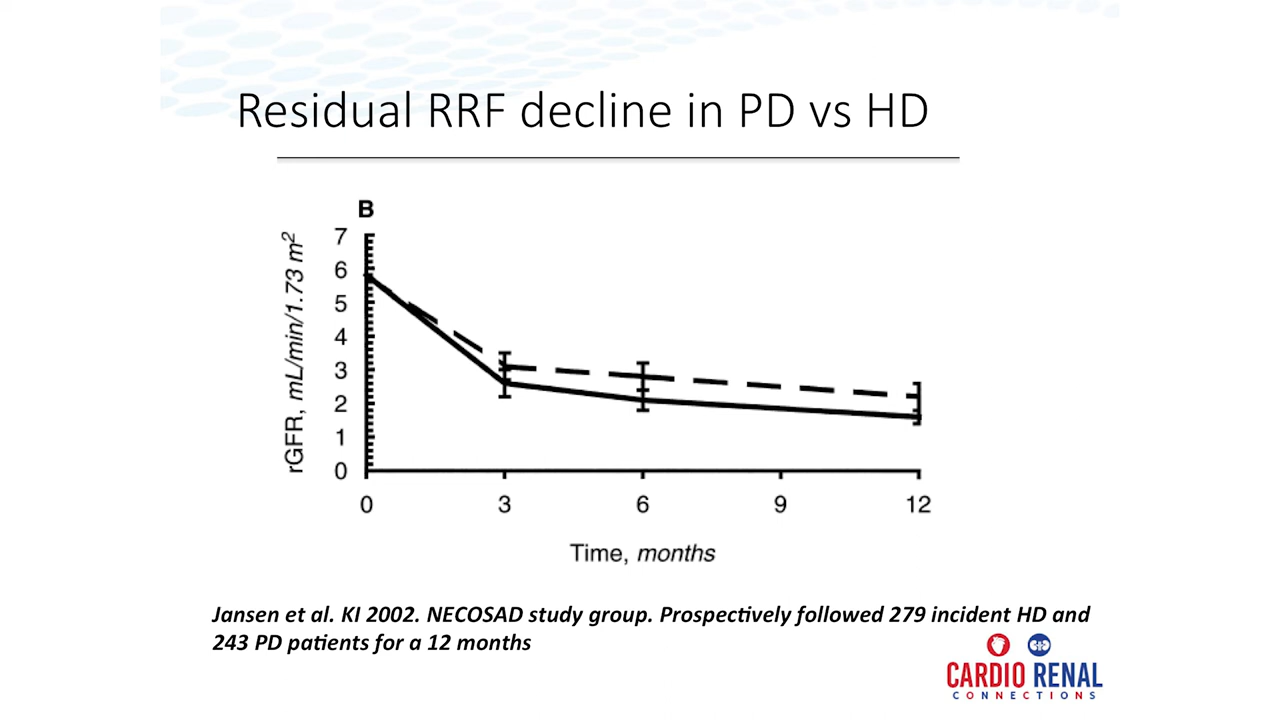 Residual RRF decline in PD vs HD
B
rGFR, mL/min/1.73 m²
7
6
5
4
3
2
1
0
0 3 6 9 12
Time, months
Jansen et al. KI 2002. NECOSAD study group. Prospectively followed 279 incident HD and
243 PD patients for a 12 months
CARDIO RENAL
CONNECTIONS